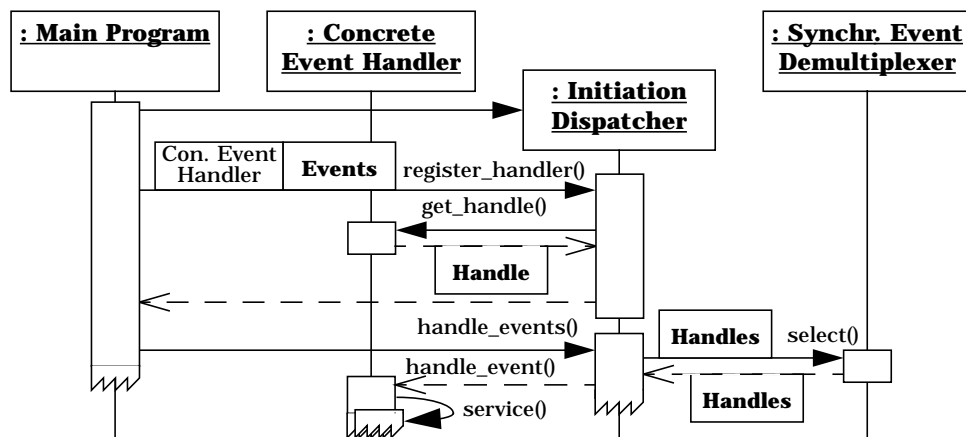 : Main Program
: Concrete
Event Handler
: Synchr. Event
Demultiplexer
: Initiation
Dispatcher
Con. Event
Handler
Events
register_handler()
get_handle()
Handle
handle_events()
Handles
select()
handle_event()
Handles
service()